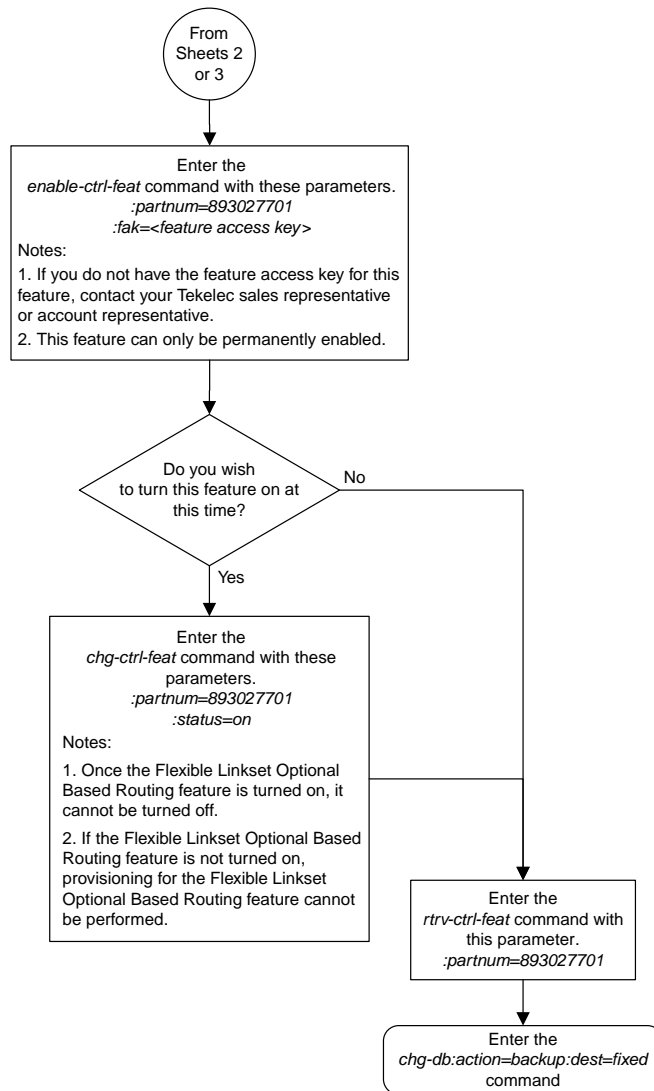 From
Sheets 2
or 3
Enter the
enable-ctrl-feat command with these parameters.
:partnum=893027701
:fak=<feature access key>
Notes:
1. If you do not have the feature access key for this
feature, contact your Tekelec sales representative
or account representative.
2. This feature can only be permanently enabled.
Do you wish
to turn this feature on at
this time?
No
Yes
Enter the
chg-ctrl-feat command with these
parameters.
:partnum=893027701
:status=on
Notes:
1. Once the Flexible Linkset Optional
Based Routing feature is turned on, it
cannot be turned off.
2. If the Flexible Linkset Optional Based
Routing feature is not turned on,
provisioning for the Flexible Linkset
Optional Based Routing feature cannot
be performed.
Enter the
rtrv-ctrl-feat command with
this parameter.
:partnum=893027701
Enter the
chg-db:action=backup:dest=fixed
command